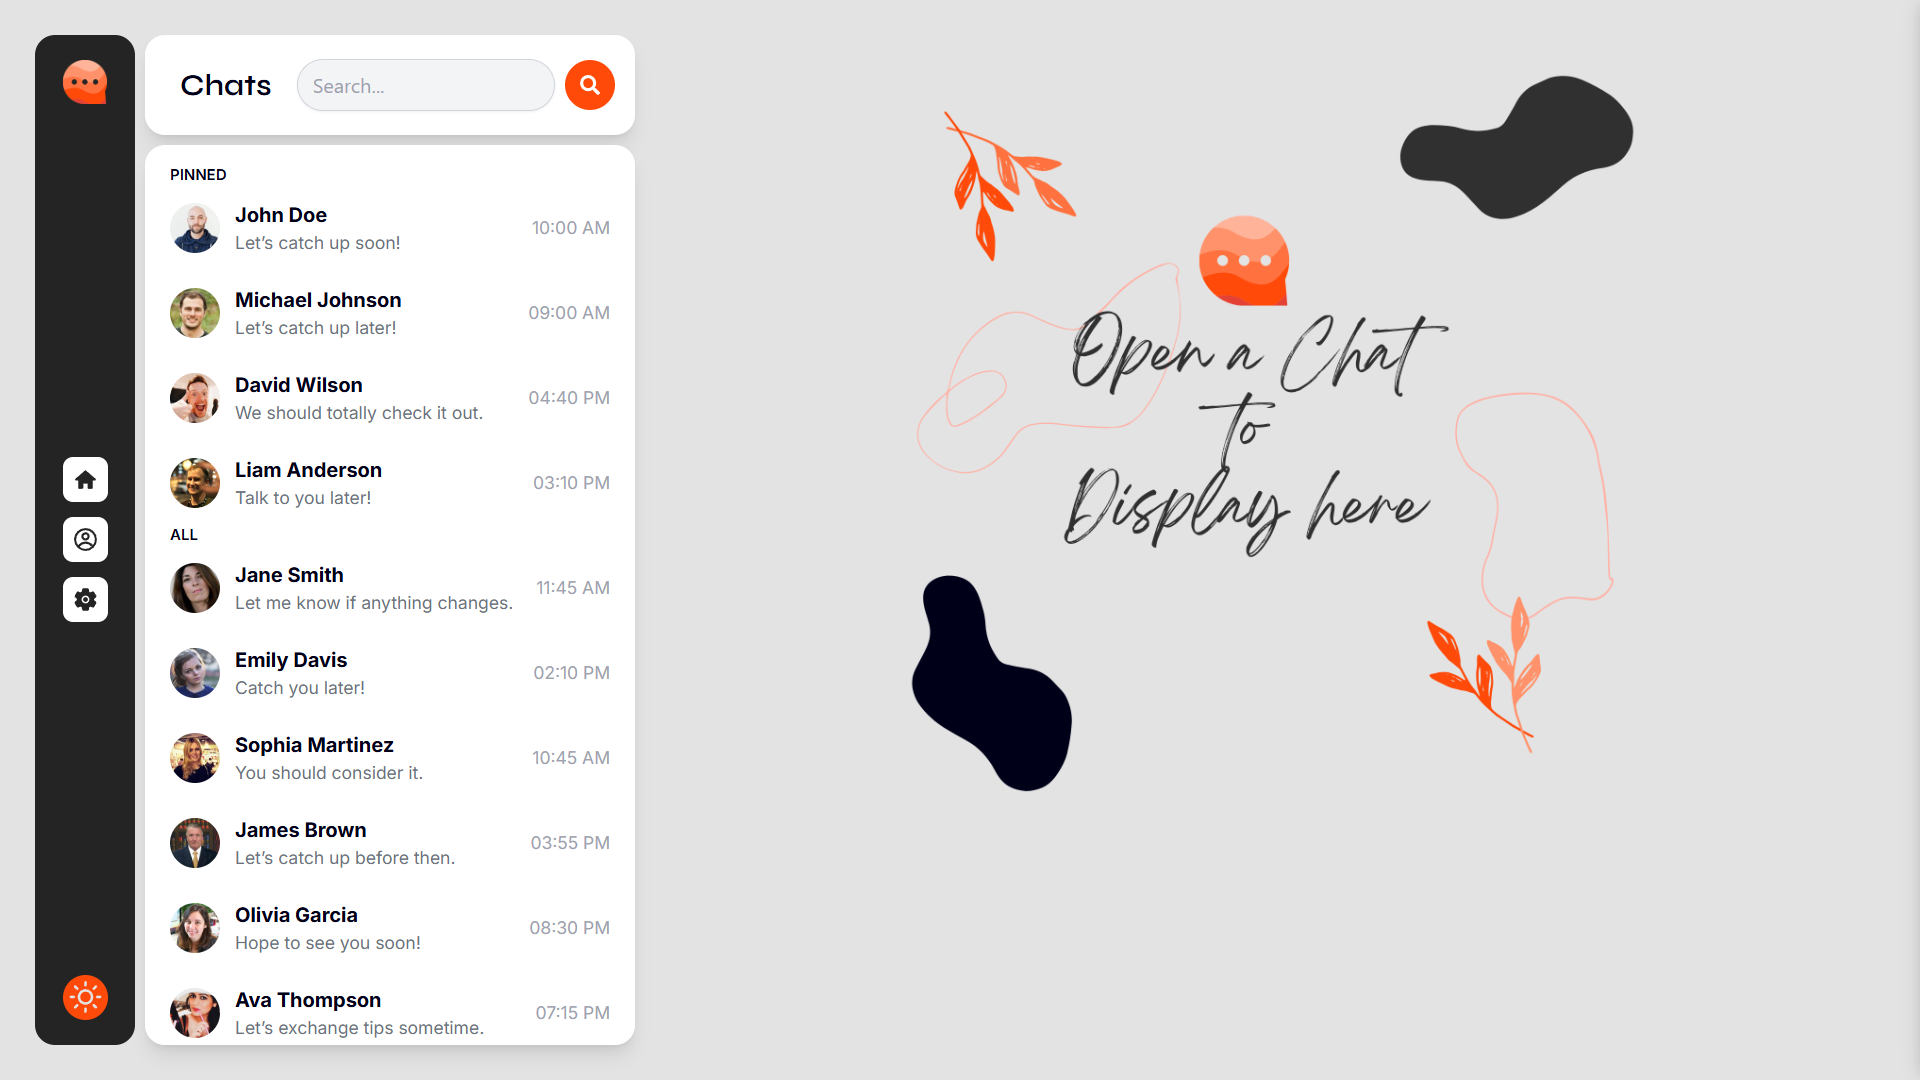 Chats
Search...
PINNED
John Doe
Let's catch up soon!
10:00 AM
Michael Johnson
Let's catch up later!
09:00 AM
David Wilson
We should totally check it out.
04:40 PM
Liam Anderson
Talk to you later!
03:10 PM
ALL
Jane Smith
Let me know if anything changes.
11:45 AM
Emily Davis
Catch you later!
02:10 PM
Sophia Martinez
You should consider it.
10:45 AM
James Brown
Let's catch up before then.
03:55 PM
Olivia Garcia
Hope to see you soon!
08:30 PM
Ava Thompson
Let's exchange tips sometime.
07:15 PM
Open a Chat
to
Display here